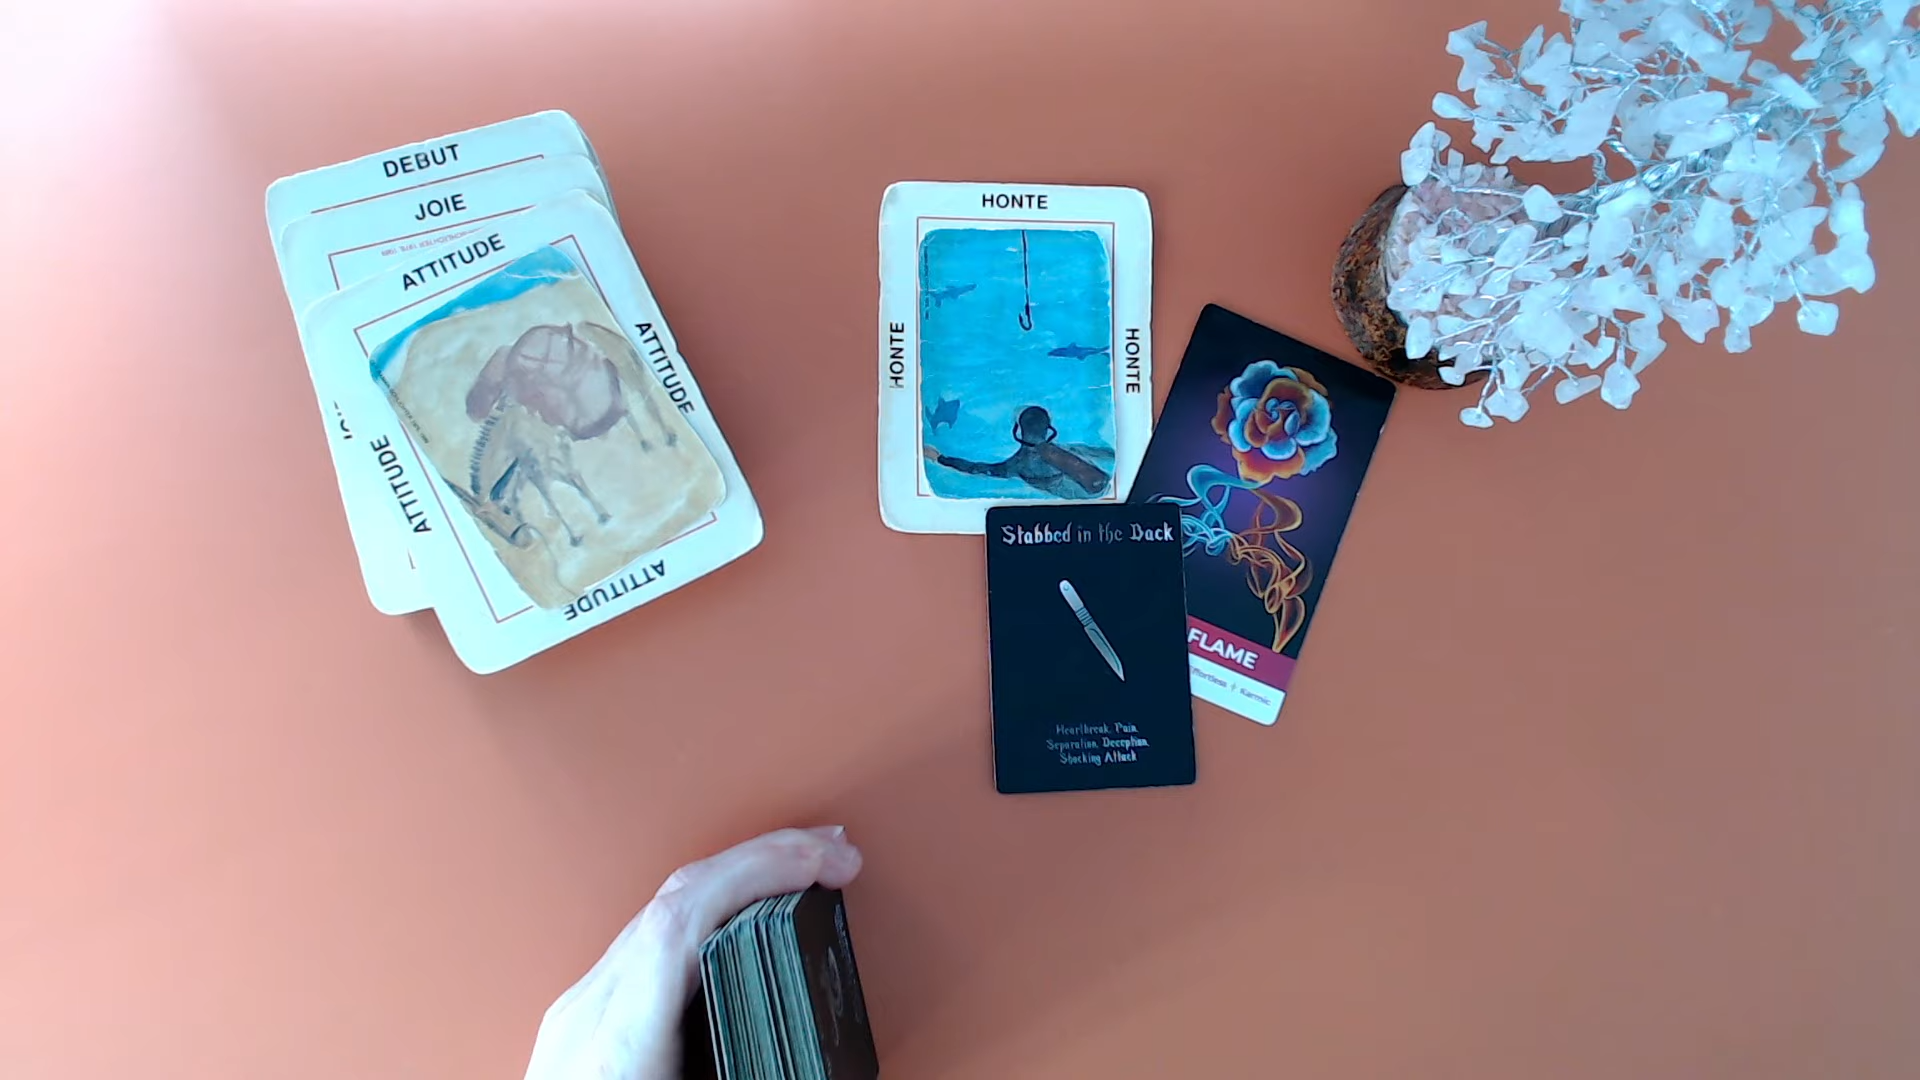 DEBUT
JOIE
ATTITUDE
ATTITUDE
ATTITUDE
ATTITUDE
HONTE
HONTE
HONTE
Stabbed in the Back
Heartbreak, Pain
Separation, Deception,
Shocking Attack
FLAME
Effortless + Karmic